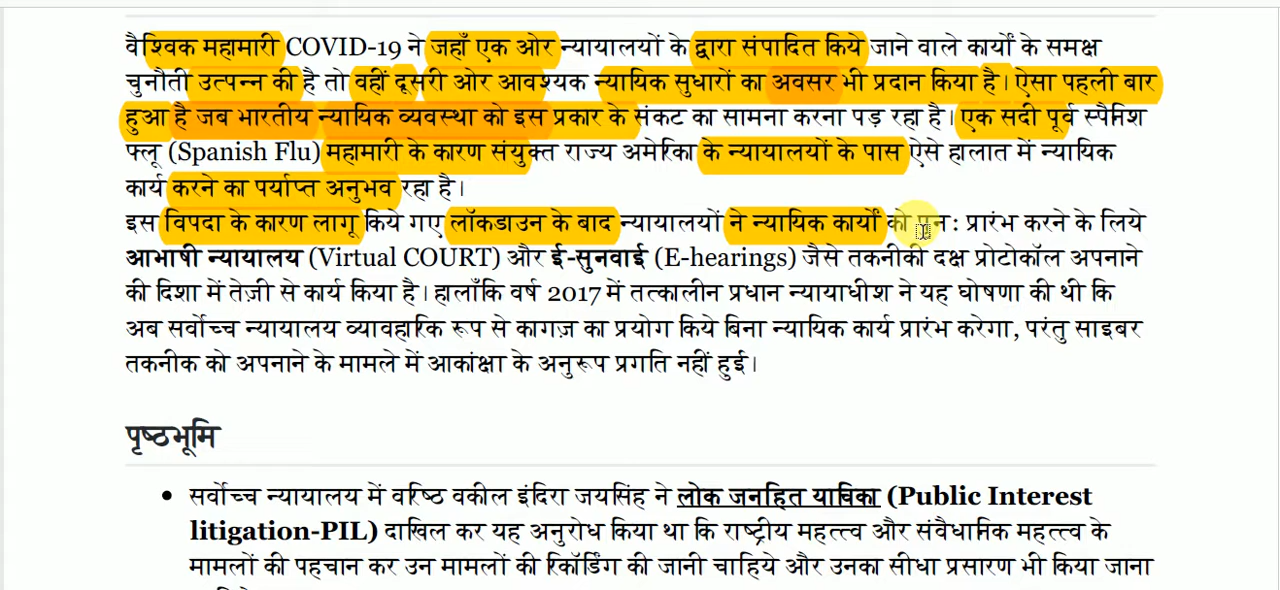 वैश्विक महामारी COVID-19 ने जहाँ एक ओर न्यायालयों के द्वारा संपादित किये जाने वाले कार्यों के समक्ष
चुनौती उत्पन्न की है तो वहीं दूसरी ओर आवश्यक न्यायिक सुधारों का अवसर भी प्रदान किया है। ऐसा पहली बार
हुआ है जब भारतीय न्यायिक व्यवस्था को इस प्रकार के संकट का सामना करना पड़ रहा है। एक सदी पूर्व स्पैनिश
फ्लू (Spanish Flu) महामारी के कारण संयुक्त राज्य अमेरिका के न्यायालयों के पास ऐसे हालात में न्यायिक
कार्य करने का पर्याप्त अनुभव रहा है।
इस विपदा के कारण लागू किये गए लॉकडाउन के बाद न्यायालयों ने न्यायिक कार्यों को पुन: प्रारंभ करने के लिये
आभाषी न्यायालय (Virtual COURT) और ई-सुनवाई (E-hearings) जैसे तकनीकी दक्ष प्रोटोकॉल अपनाने
की दिशा में तेज़ी से कार्य किया है। हालाँकि वर्ष 2017 में तत्कालीन प्रधान न्यायाधीश ने यह घोषणा की थी कि
अब सर्वोच्च न्यायालय व्यावहारिक रूप से कागज़ का प्रयोग किये बिना न्यायिक कार्य प्रारंभ करेगा, परंतु साइबर
तकनीक को अपनाने के मामले में आकांक्षा के अनुरूप प्रगति नहीं हुई।
पृष्ठभूमि
• सर्वोच्च न्यायालय में वरिष्ठ वकील इंदिरा जयसिंह ने लोक जनहित याचिका (Public Interest
litigation-PIL) दाखिल कर यह अनुरोध किया था कि राष्ट्रीय महत्त्व और संवैधानिक महत्त्व के
मामलों की पहचान कर उन मामलों की रिकॉर्डिंग की जानी चाहिये और उनका सीधा प्रसारण भी किया जाना